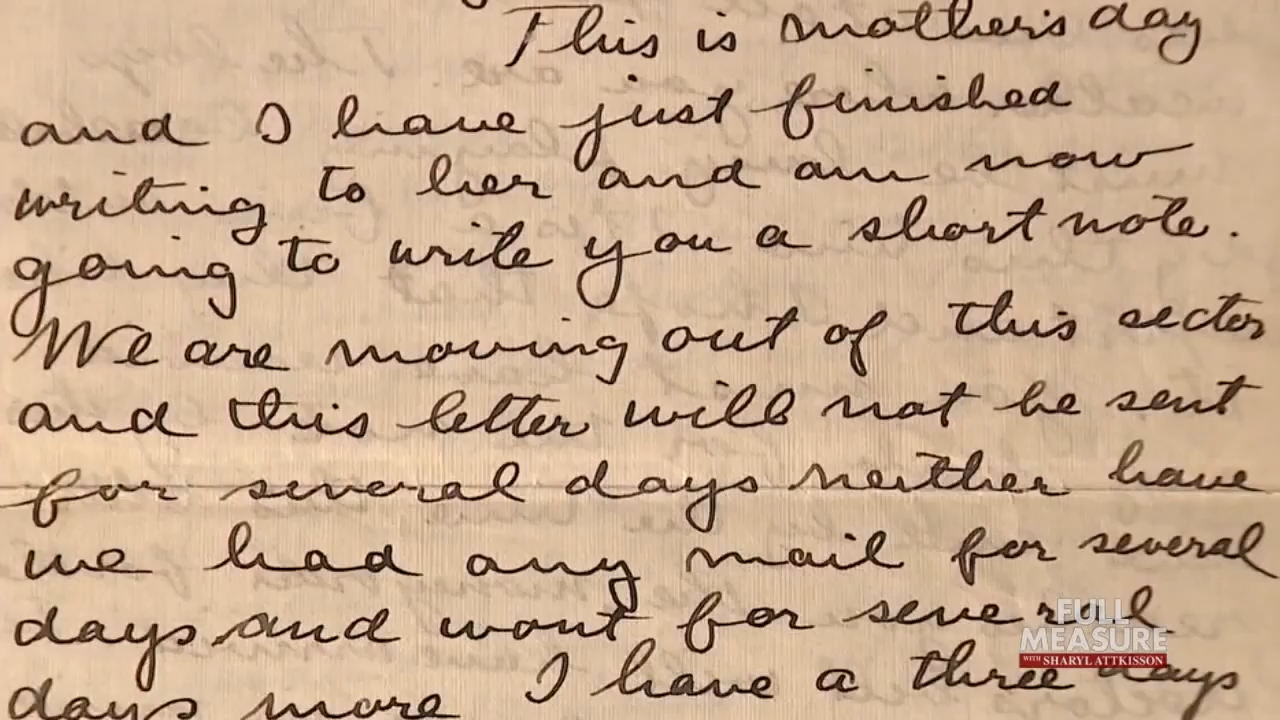 This is mother's day
and I have just finished
writing to her and am now
going to write you a short note.
We are moving out of this sector
and this letter will not be sent
for several days neither have
we had any mail for several
days and wont for several
days more I have a three days
FULL
MEASURE
WITH SHARYL ATTKISSON